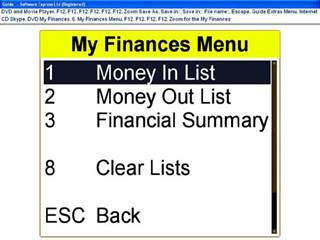 Guide - Software Express Ltd (Registered)
DVD and Movie Player. F12. F12. F12. F12. F12. F12. Zoom Save As. Save in:. Save in:. File name:. Escape. Guide Extras Menu. Internet
CD Skype. DVD My Finances. 6. My Finances Menu. F12. F12. F12. Zoom for the My Finances
My Finances Menu
1 Money In List
2 Money Out List
3 Financial Summary
8 Clear Lists
ESC Back